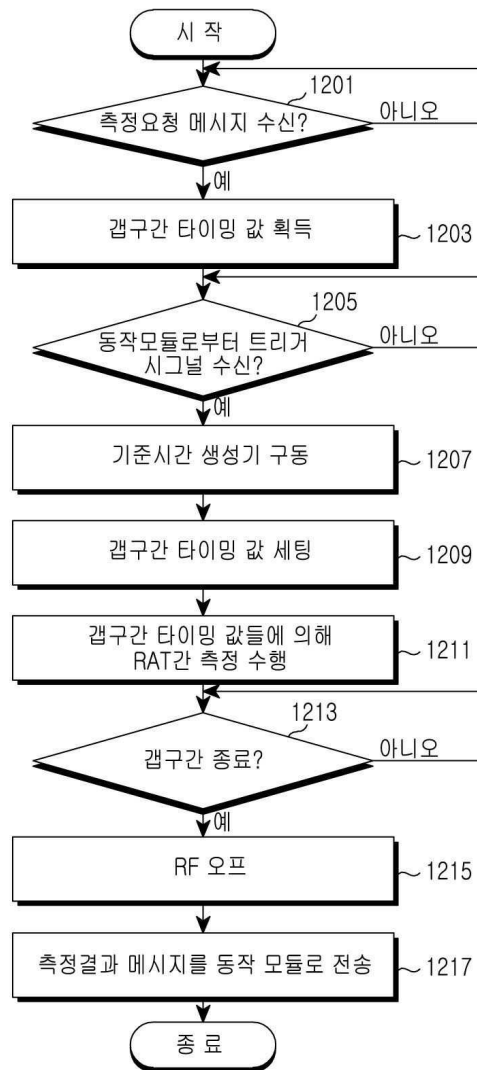 시 작
1201
측정요청 메시지 수신?
아니오
예
갭구간 타이밍 값 획득
1203
1205
동작모듈로부터 트리거
시그널 수신?
아니오
예
기준시간 생성기 구동
1207
갭구간 타이밍 값 세팅
1209
갭구간 타이밍 값들에 의해
RAT간 측정 수행
1211
1213
갭구간 종료?
아니오
예
RF 오프
1215
측정결과 메시지를 동작 모듈로 전송
1217
종 료